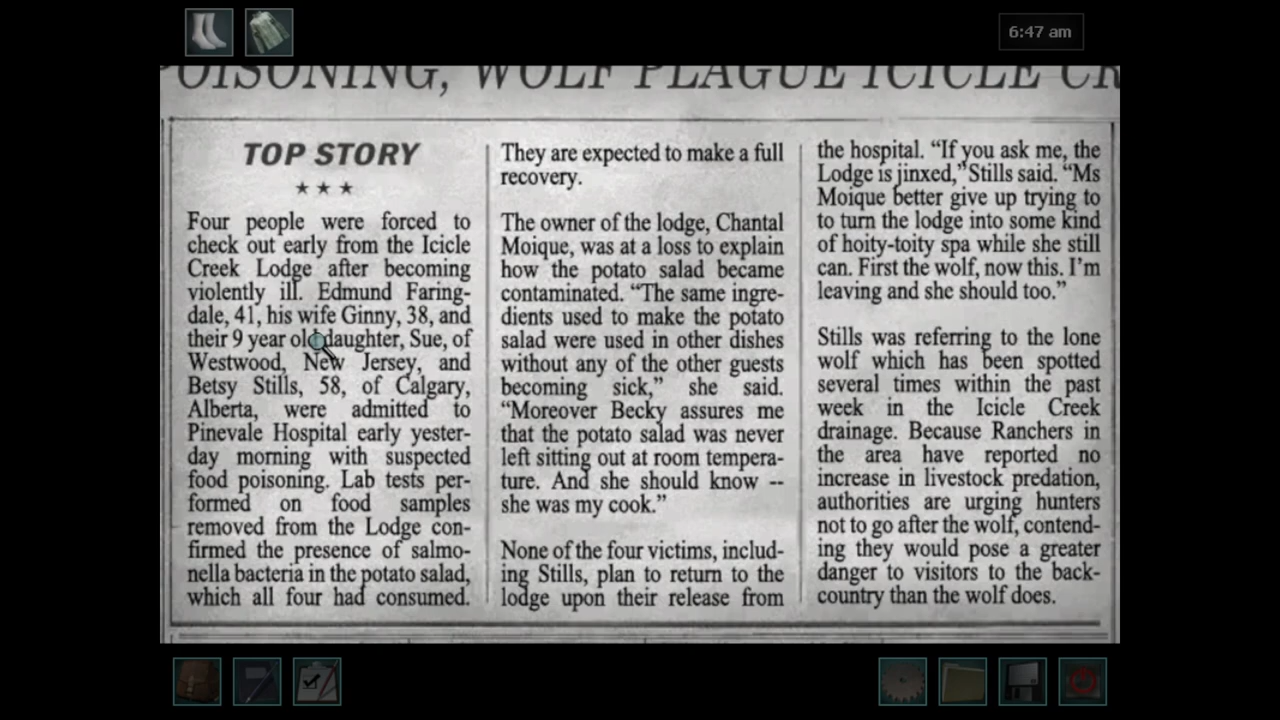 6:47 am
POISONING, WOLF PLAGUE ICICLE CR
TOP STORY
Four people were forced to
check out early from the Icicle
Creek Lodge after becoming
violently ill. Edmund Faring-
dale, 41, his wife Ginny, 38, and
their 9 year old daughter, Sue, of
Westwood, New Jersey, and
Betsy Stills, 58, of Calgary,
Alberta, were admitted to
Pinevale Hospital early yester-
day morning with suspected
food poisoning. Lab tests per-
formed on food samples
removed from the Lodge con-
firmed the presence of salmo-
nella bacteria in the potato salad,
which all four had consumed.
They are expected to make a full
recovery.
The owner of the lodge, Chantal
Moique, was at a loss to explain
how the potato salad became
contaminated. “The same ingre-
dients used to make the potato
salad were used in other dishes
without any of the other guests
becoming sick,” she said.
“Moreover Becky assures me
that the potato salad was never
left sitting out at room tempera-
ture. And she should know --
she was my cook.”
None of the four victims, includ-
ing Stills, plan to return to the
lodge upon their release from
the hospital. “If you ask me, the
Lodge is jinxed,” Stills said. “Ms
Moique better give up trying to
to turn the lodge into some kind
of hoity-toity spa while she still
can. First the wolf, now this. I’m
leaving and she should too.”
Stills was referring to the lone
wolf which has been spotted
several times within the past
week in the Icicle Creek
drainage. Because Ranchers in
the area have reported no
increase in livestock predation,
authorities are urging hunters
not to go after the wolf, contend-
ing they would pose a greater
danger to visitors to the back-
country than the wolf does.